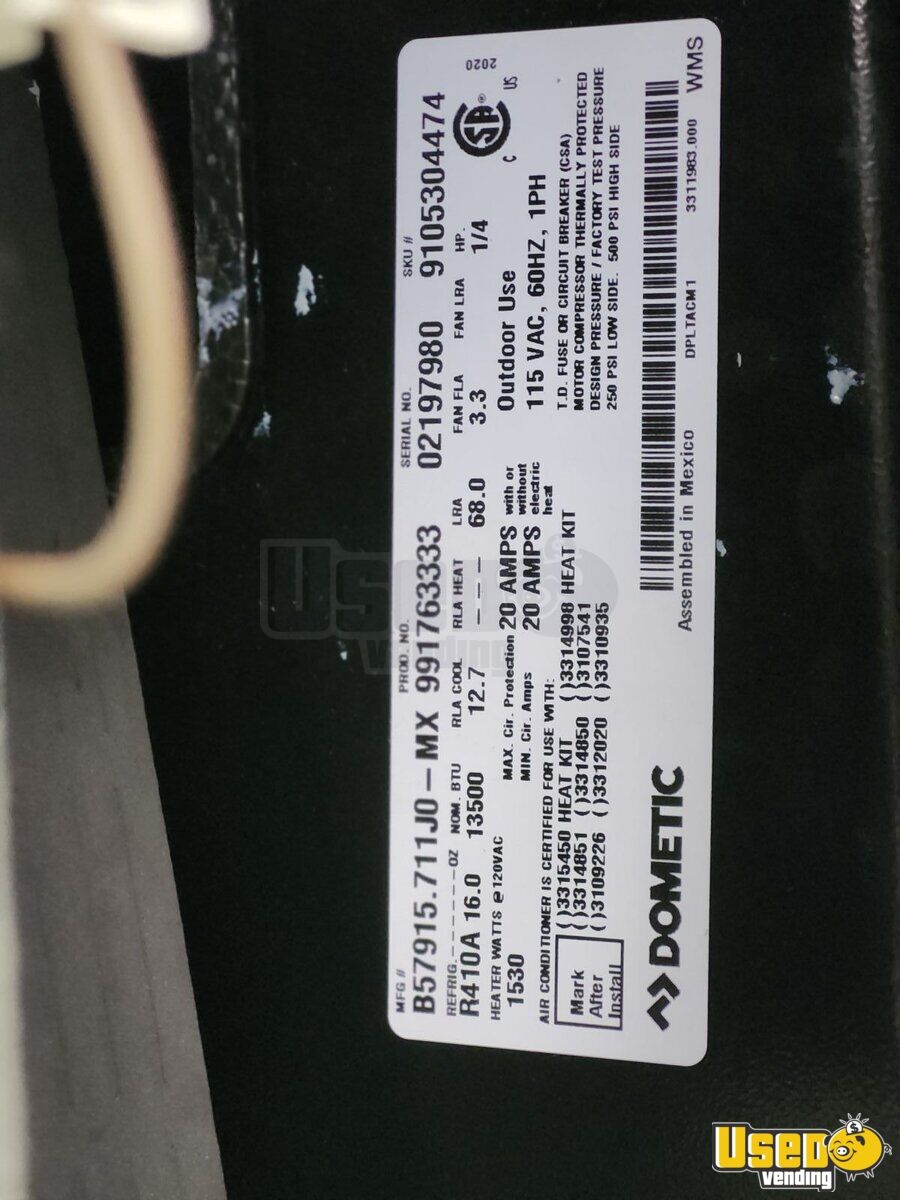 MFG # PROD. NO. SERIAL NO. SKU #
B57915.711J0-MX 991763333 02197980 9105304474
REFRIG.-------OZ NOM. BTU RLA COOL RLA HEAT LRA FAN FLA FAN LRA HP.
R410A 16.0 13500 12.7 --- 68.0 3.3 1/4
HEATER WATTS @120VAC
1530
MAX. Cir. Protection 20 AMPS
MIN. Cir. Amps 20 AMPS
with or
without
electric
heat
Outdoor Use
115 VAC, 60HZ, 1PH
C SA ® US
2020
AIR CONDITIONER IS CERTIFIED FOR USE WITH:
( )3315450 HEAT KIT ( )3314998 HEAT KIT
( )3314851 ( )3314850 ( )3107541
( )3109226 ( )3312020 ( )3310935
Mark
After
Install
T.D. FUSE OR CIRCUIT BREAKER (CSA)
MOTOR COMPRESSOR THERMALLY PROTECTED
DESIGN PRESSURE / FACTORY TEST PRESSURE
250 PSI LOW SIDE. 500 PSI HIGH SIDE
DOMETIC
Assembled in Mexico
DPLTACM1
3311983.000
WMS
Used
vending
Used
vending